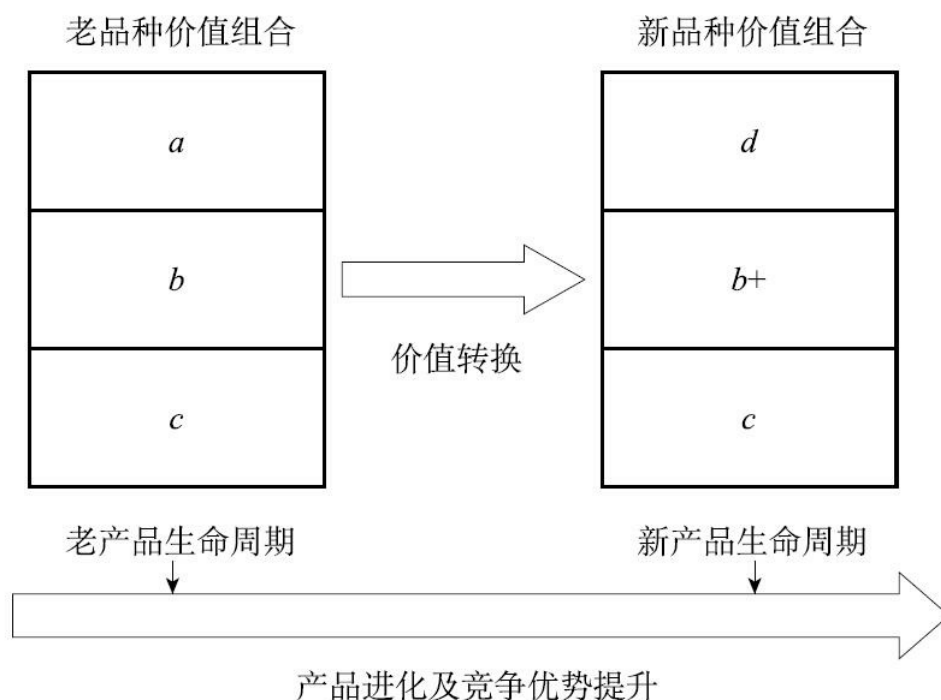 老品种价值组合
新品种价值组合
a
d
b
b+
价值转换
c
c
老产品生命周期
新产品生命周期
产品进化及竞争优势提升